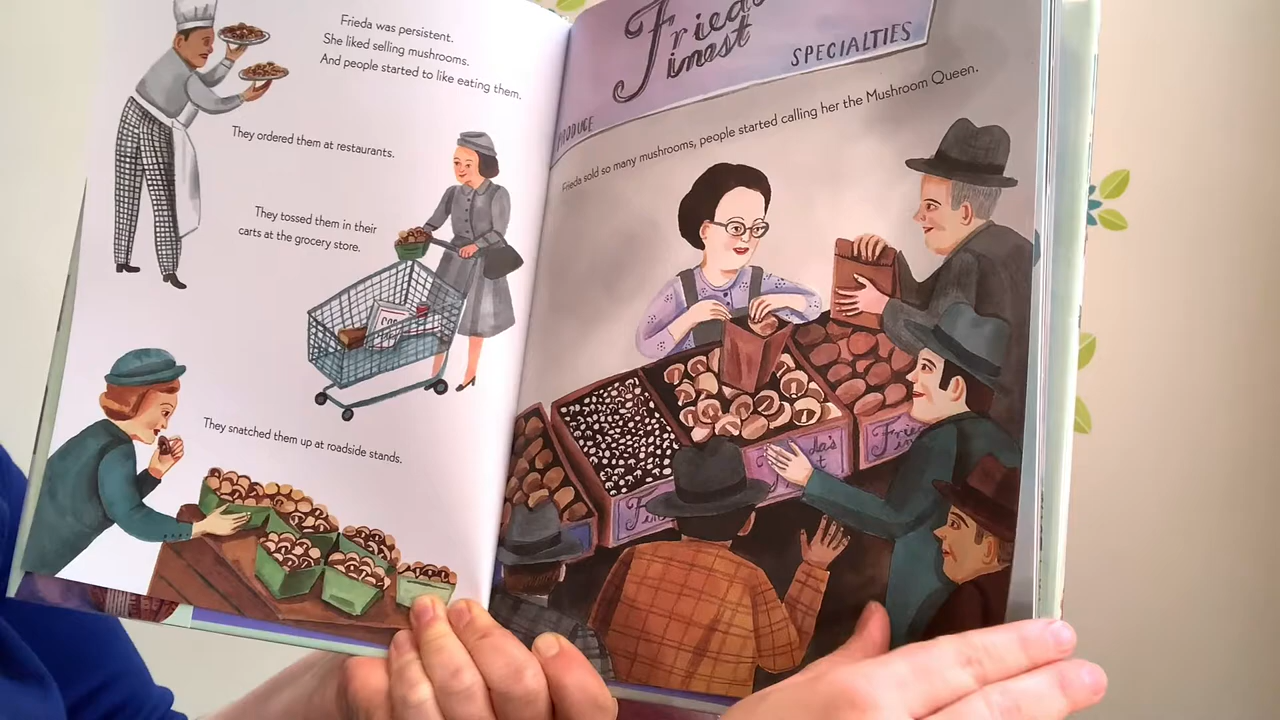 Frieda was persistent.
She liked selling mushrooms.
And people started to like eating them.
They ordered them at restaurants.
They tossed them in their
carts at the grocery store.
They snatched them up at roadside stands.
Frieda's
Finest
PRODUCE
SPECIALTIES
Frieda sold so many mushrooms, people started calling her the Mushroom Queen.